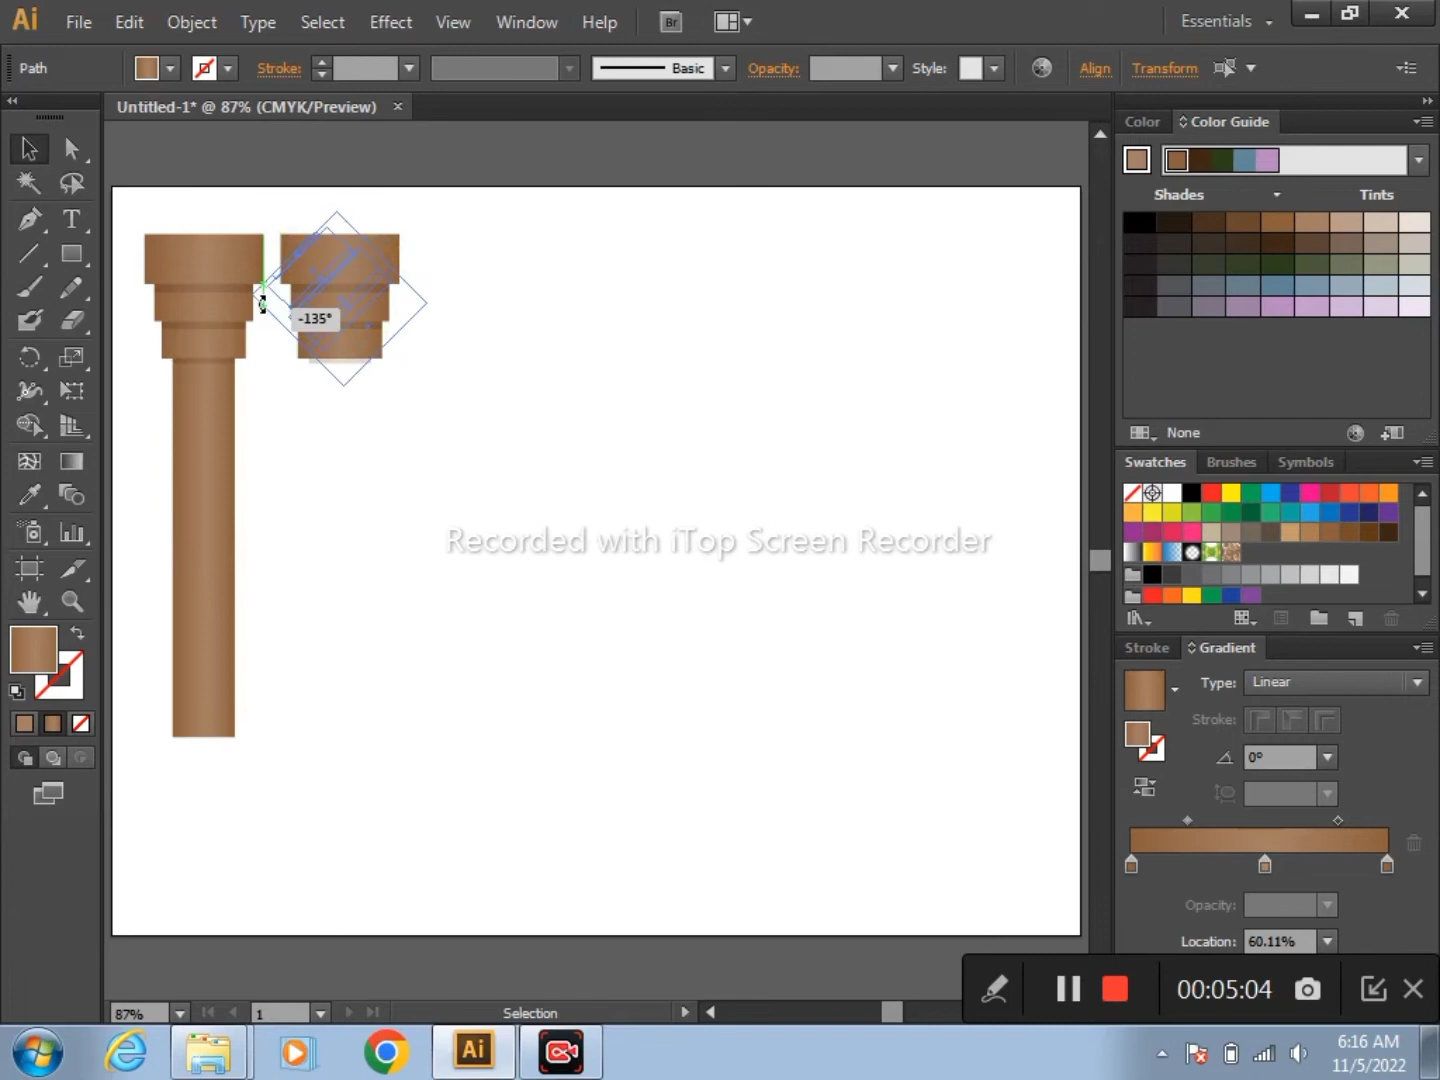 Ai File Edit Object Type Select Effect View Window Help Br Essentials
Path Stroke: Basic Opacity: Style: Align Transform
Untitled-1* @ 87% (CMYK/Preview)
Color Color Guide
Shades Tints
-135°
None
Swatches Brushes Symbols
Recorded with iTop Screen Recorder
Stroke Gradient
Type: Linear
Stroke:
0°
Opacity:
Location: 60.11%
00:05:04
87% 1 Selection
Ai
6:16 AM
11/5/2022